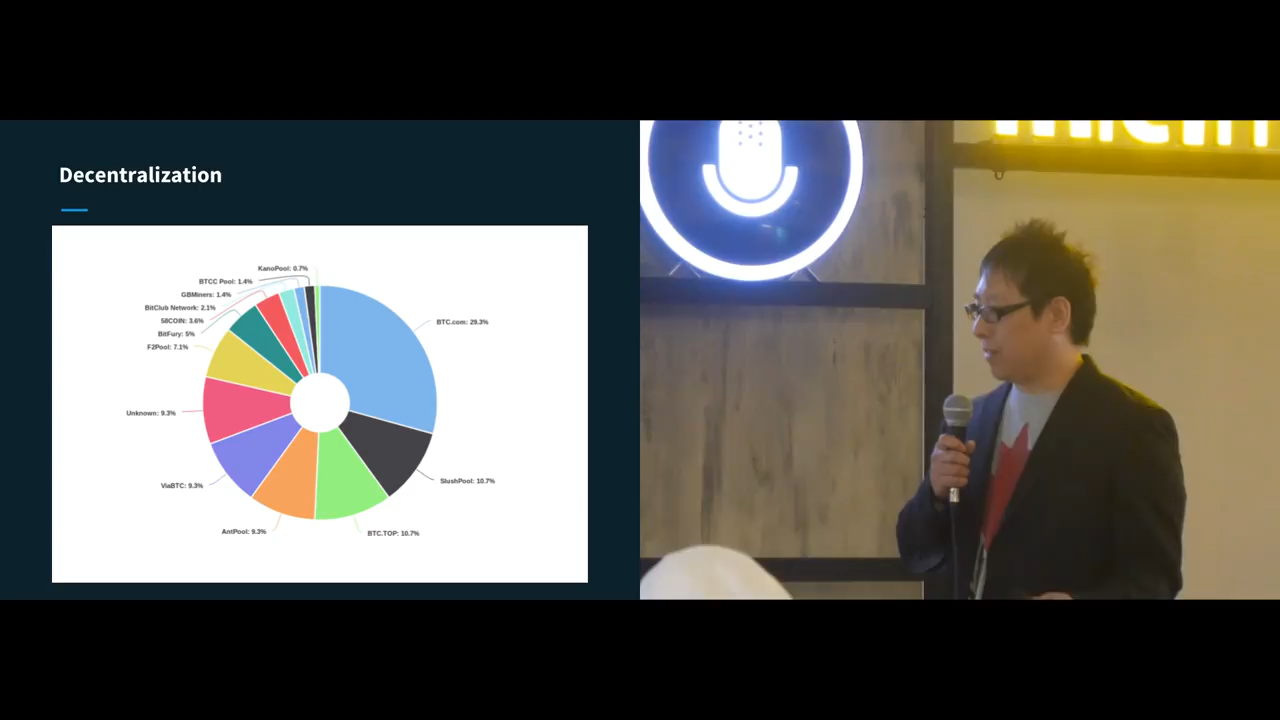 Decentralization
KanoPool: 0.7%
BTCC Pool: 1.4%
GBMiners: 1.4%
BitClub Network: 2.1%
58COIN: 3.6%
BitFury: 5%
F2Pool: 7.1%
Unknown: 9.3%
ViaBTC: 9.3%
AntPool: 9.3%
BTC.TOP: 10.7%
SlushPool: 10.7%
BTC.com: 29.3%